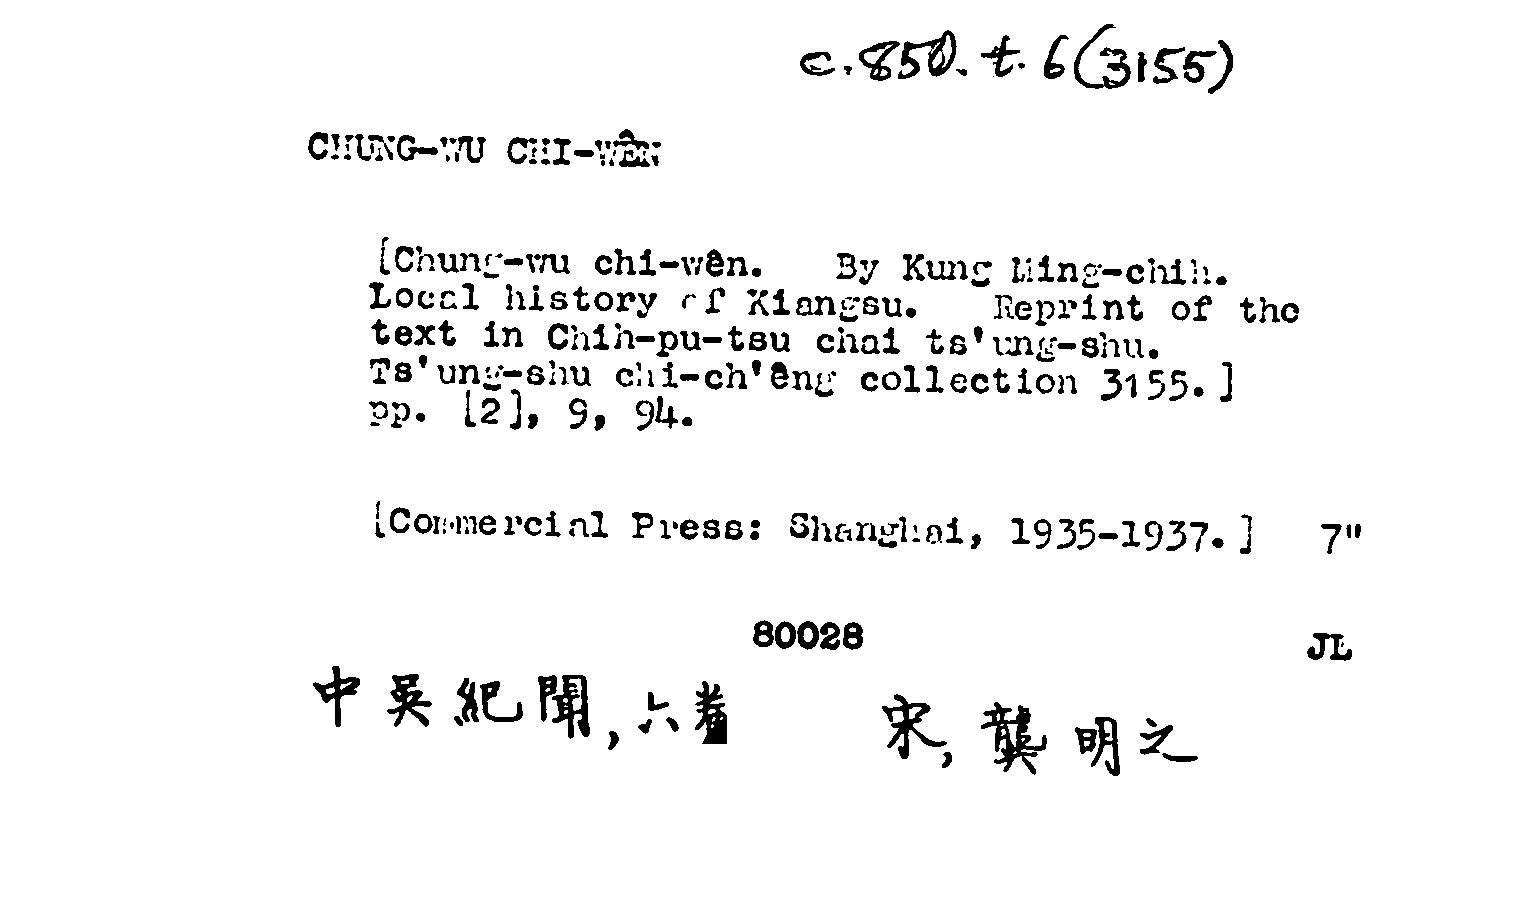 c.850.t.6(3155)
CHUNG-WU CHI-WÊN
[Chung-wu chi-wên. By Kung Ming-chih.
Local history of Kiangsu. Reprint of the
text in Chih-pu-tsu chai ts'ung-shu.
Ts'ung-shu chi-ch'êng collection 3155.]
pp. [2], 9, 94.
[Commercial Press: Shanghai, 1935-1937.] 7"
80028 JL
中吳紀聞,六卷 宋,龔明之